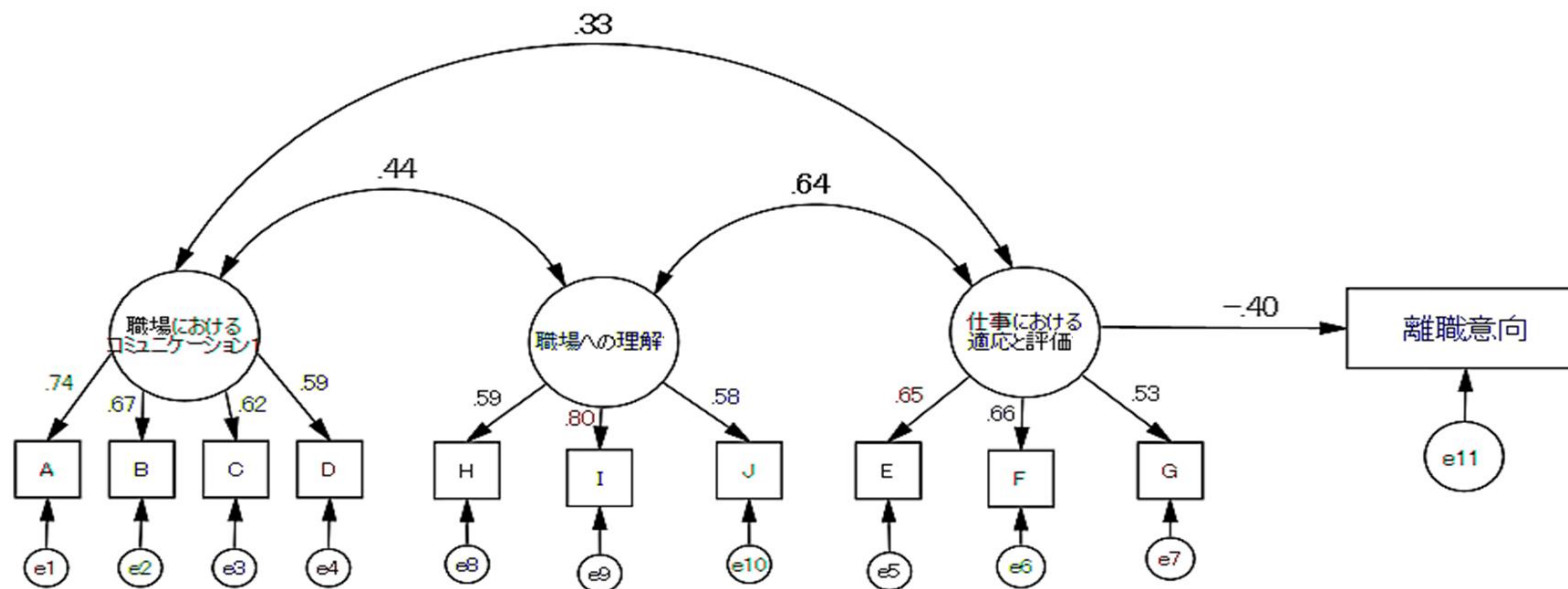 .33
.44
.64
職場における
コミュニケーション1
職場への理解
仕事における
適応と評価
-.40
離職意向
.74
.67
.62
.59
.59
.80
.58
.65
.66
.53
A
B
C
D
H
I
J
E
F
G
e11
e1
e2
e3
e4
e8
e9
e10
e5
e6
e7